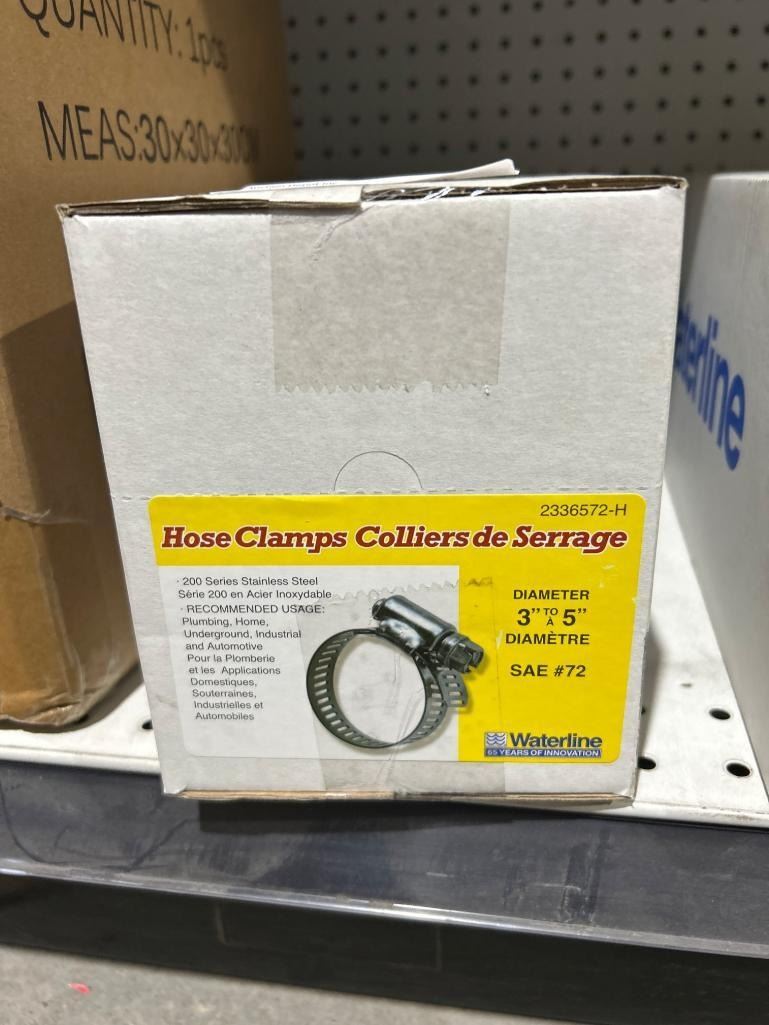 QUANTITY: 1pcs
MEAS:30x30x30CM
2336572-H
Hose Clamps Colliers de Serrage
· 200 Series Stainless Steel
Série 200 en Acier Inoxydable
· RECOMMENDED USAGE:
Plumbing, Home,
Underground, Industrial
and Automotive
Pour la Plomberie
et les Applications
Domestiques,
Souterraines,
Industrielles et
Automobiles
DIAMETER
3" TO À 5"
DIAMÈTRE
SAE #72
Waterline
65 YEARS OF INNOVATION
aterline